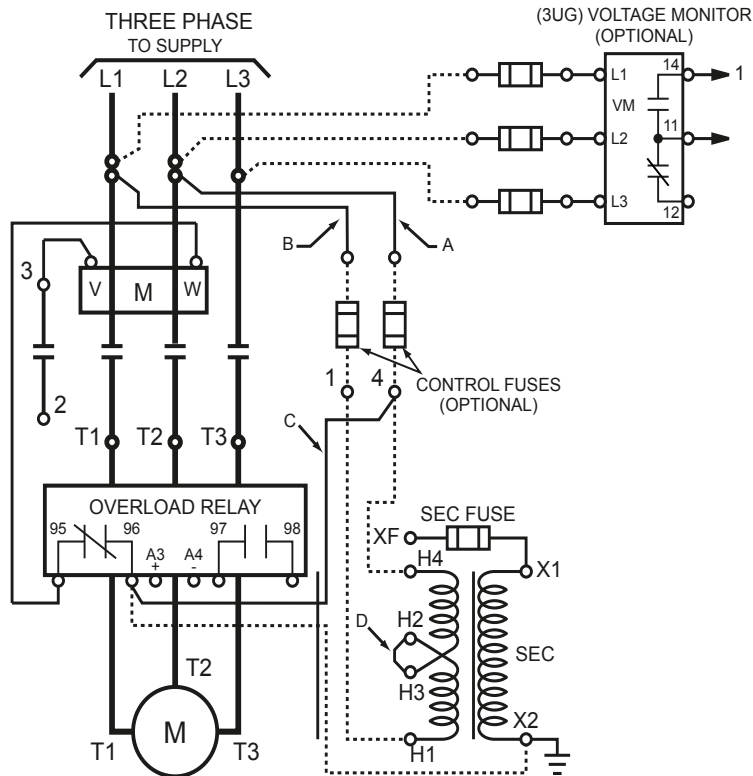 THREE PHASE
TO SUPPLY
L1 L2 L3
(3UG) VOLTAGE MONITOR
(OPTIONAL)
L1 14 1
VM
L2 11
L3 12
B A
3 V M W
2
1 4 CONTROL FUSES
(OPTIONAL)
C
T1 T2 T3
OVERLOAD RELAY
95 96 A3 A4 97 98
+ -
XF SEC FUSE
H4 X1
D H2
SEC
H3
H1 X2
T2
T1 M T3